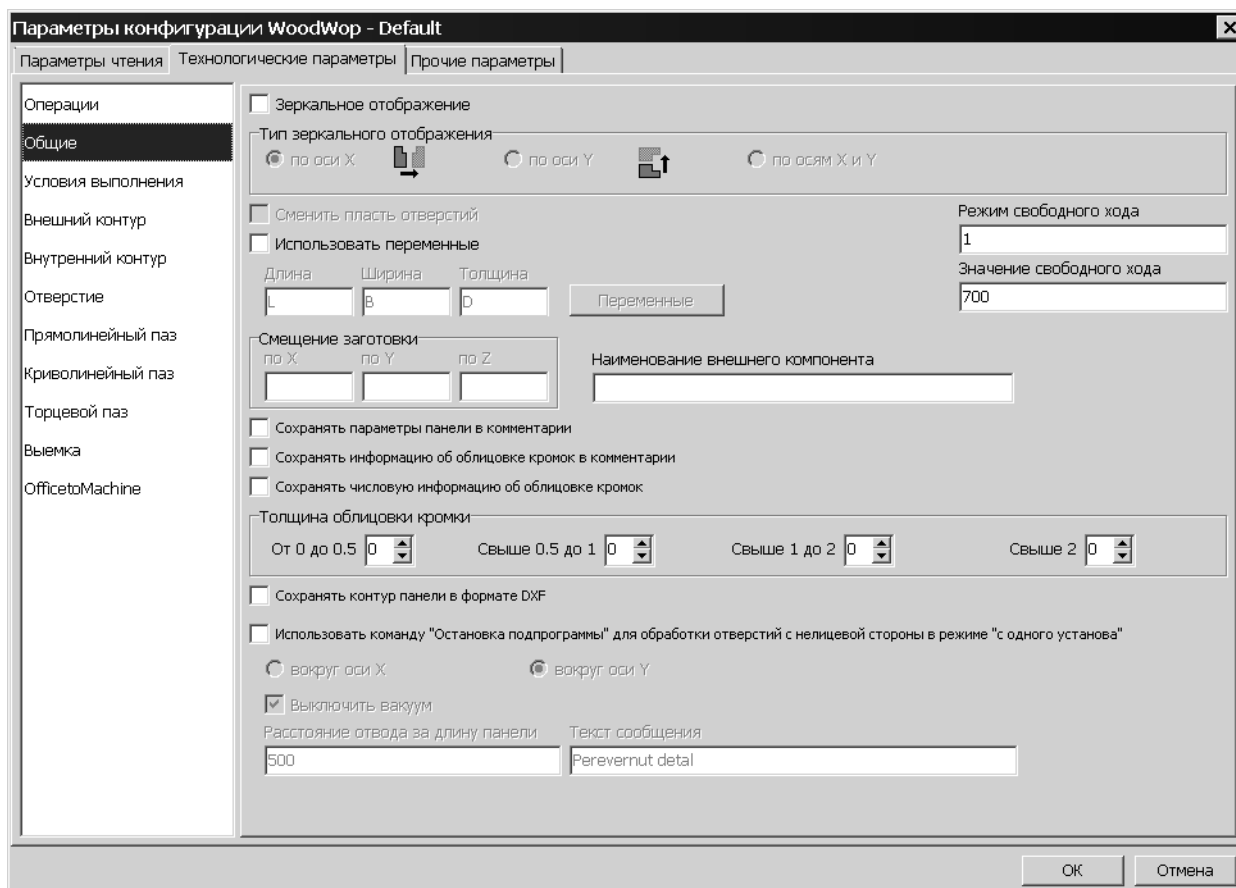 Параметры конфигурации WoodWop - Default
Параметры чтения Технологические параметры Прочие параметры
Операции
Общие
Условия выполнения
Внешний контур
Внутренний контур
Отверстие
Прямолинейный паз
Криволинейный паз
Торцевой паз
Выемка
OfficetoMachine
Зеркальное отображение
Тип зеркального отображения
по оси X по оси Y по осям X и Y
Сменить пласть отверстий
Режим свободного хода
1
Использовать переменные
Значение свободного хода
700
Длина Ширина Толщина
L B D Переменные
Смещение заготовки
по X по Y по Z
Наименование внешнего компонента
Сохранять параметры панели в комментарии
Сохранять информацию об облицовке кромок в комментарии
Сохранять числовую информацию об облицовке кромок
Толщина облицовки кромки
От 0 до 0.5 0 Свыше 0.5 до 1 0 Свыше 1 до 2 0 Свыше 2 0
Сохранять контур панели в формате DXF
Использовать команду "Остановка подпрограммы" для обработки отверстий с нелицевой стороны в режиме "с одного установа"
вокруг оси X вокруг оси Y
Выключить вакуум
Расстояние отвода за длину панели Текст сообщения
500 Perevernut detal
ОК Отмена